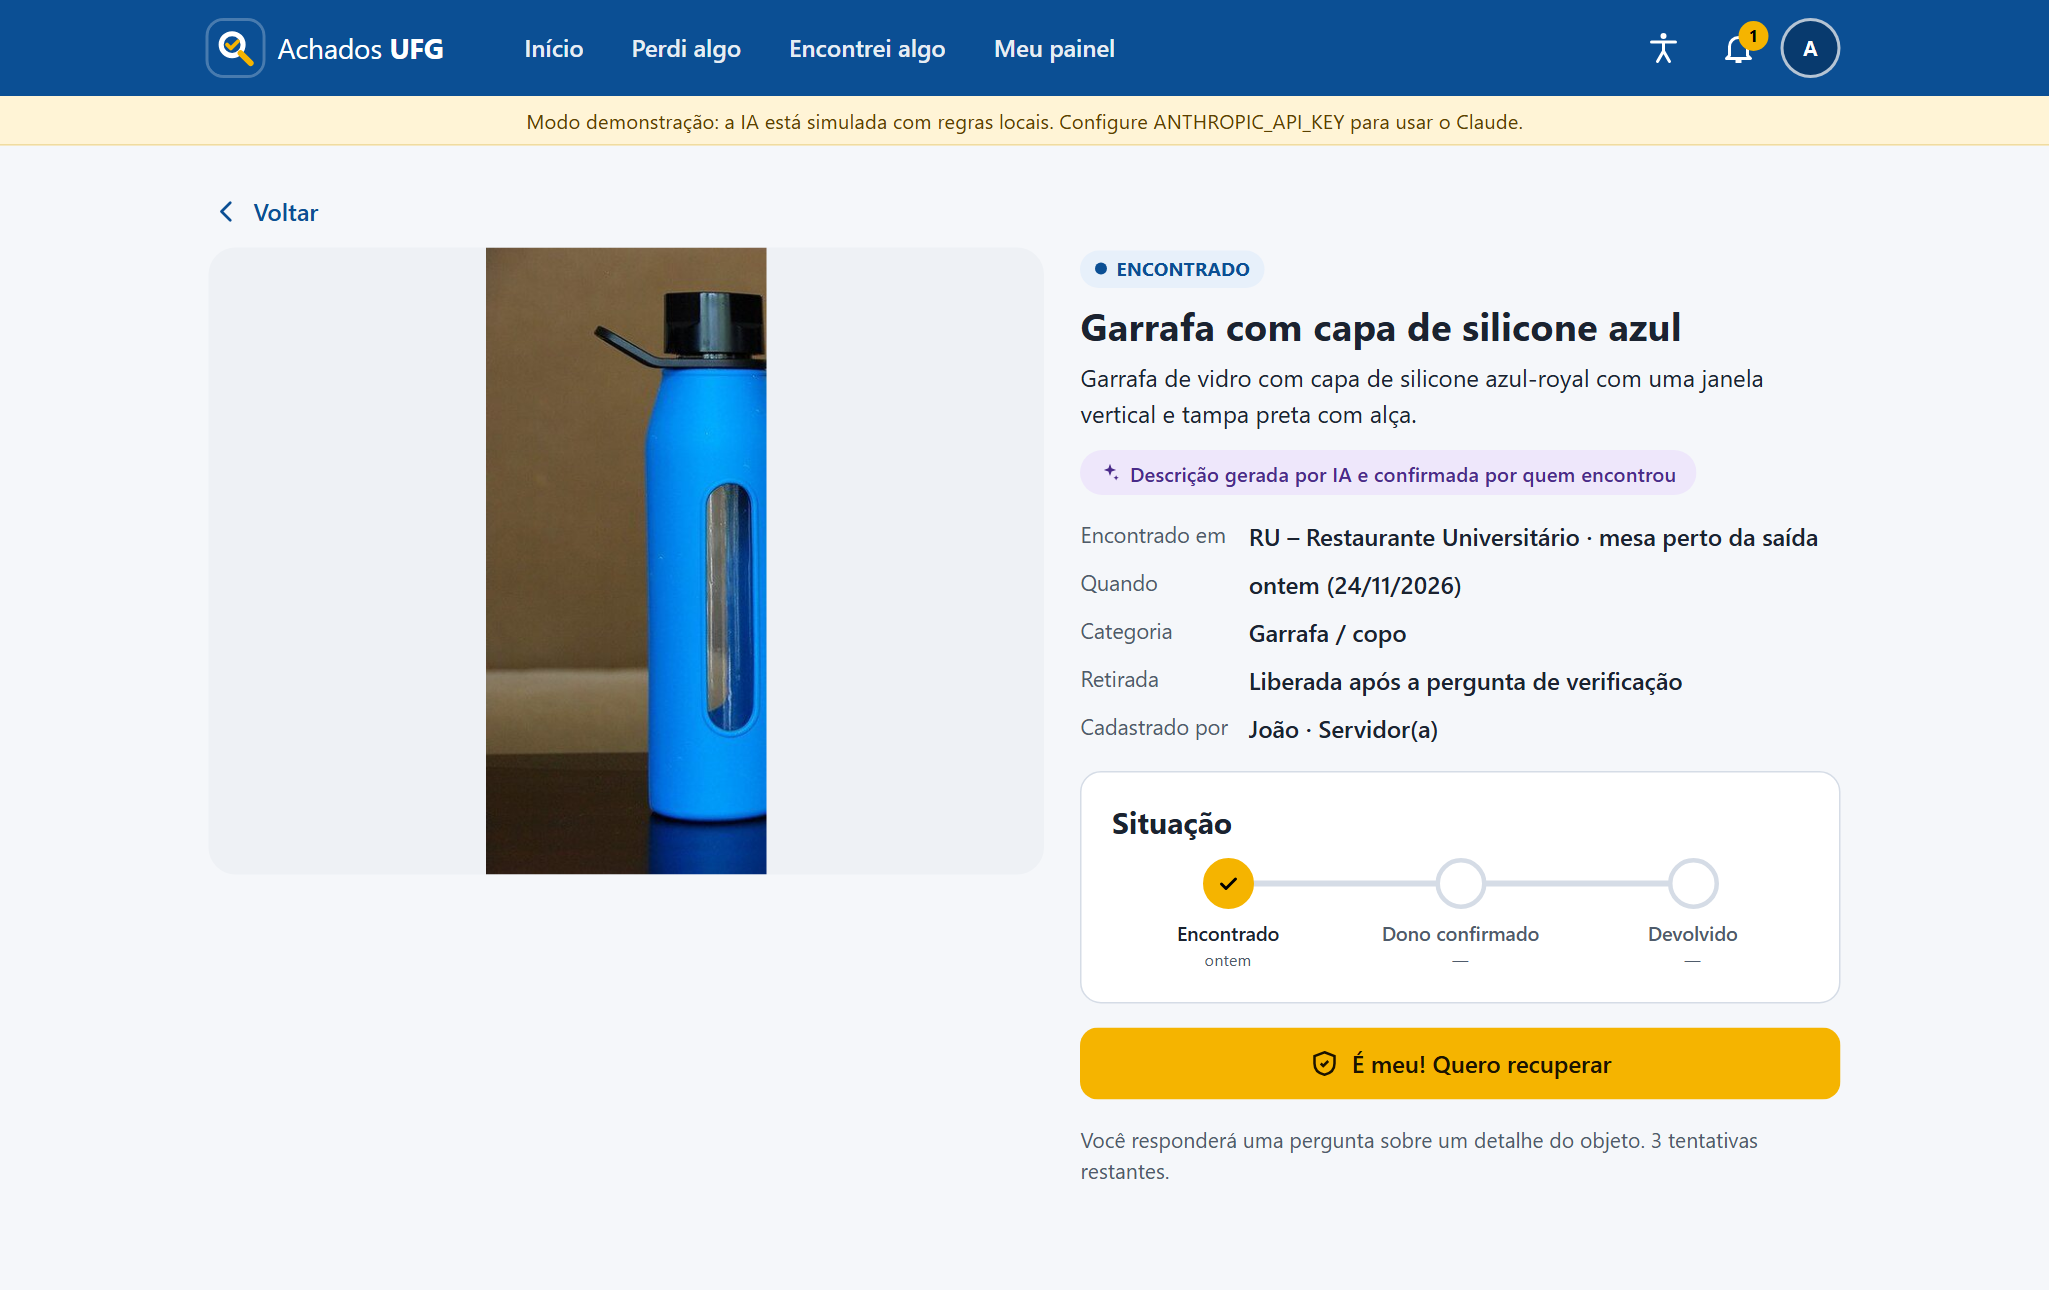 Achados UFG
Início
Perdi algo
Encontrei algo
Meu painel
1
A
Modo demonstração: a IA está simulada com regras locais. Configure ANTHROPIC_API_KEY para usar o Claude.
Voltar
ENCONTRADO
Garrafa com capa de silicone azul
Garrafa de vidro com capa de silicone azul-royal com uma janela
vertical e tampa preta com alça.
Descrição gerada por IA e confirmada por quem encontrou
Encontrado em RU – Restaurante Universitário · mesa perto da saída
Quando ontem (24/11/2026)
Categoria Garrafa / copo
Retirada Liberada após a pergunta de verificação
Cadastrado por João · Servidor(a)
Situação
Encontrado
ontem
Dono confirmado
—
Devolvido
—
É meu! Quero recuperar
Você responderá uma pergunta sobre um detalhe do objeto. 3 tentativas
restantes.